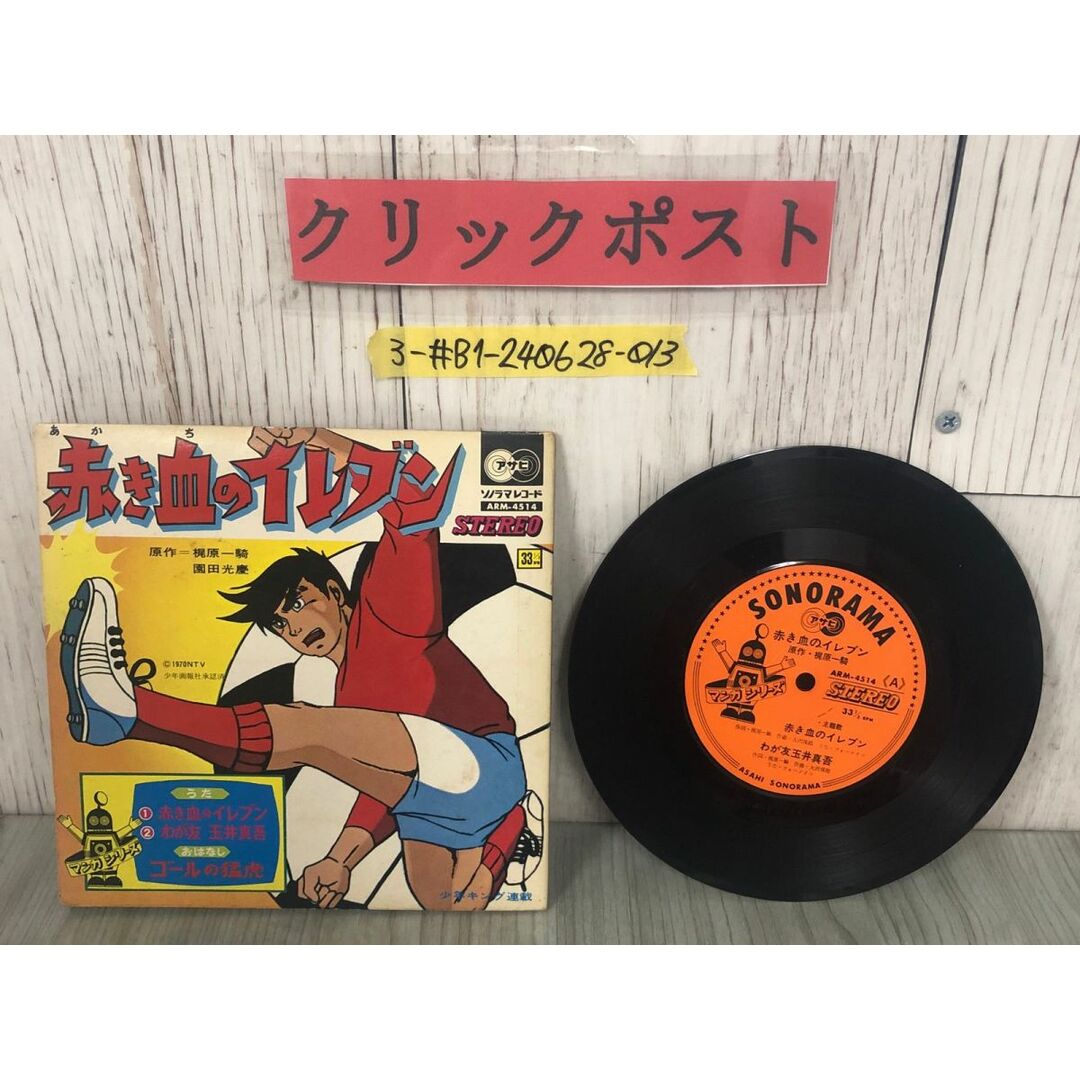 クリックポスト
3-#B1-240628-013
あか ち
赤き血のイレブン
アサヒ
ソノラマレコード
ARM-4514
STEREO
33 1/3
原作=梶原一騎
園田光慶
©1970NTV
少年画報社承認済
うた
① 赤き血のイレブン
② わが友 玉井真吾
おはなし
ゴールの猛虎
マンガシリーズ
少年キング連載
SONORAMA
アサヒ
赤き血のイレブン
原作・梶原一騎
マンガシリーズ
ARM-4514 〈A〉
STEREO
33 1/3 RPM
・主題歌・
赤き血のイレブン
わが友玉井真吾
ASAHI SONORAMA